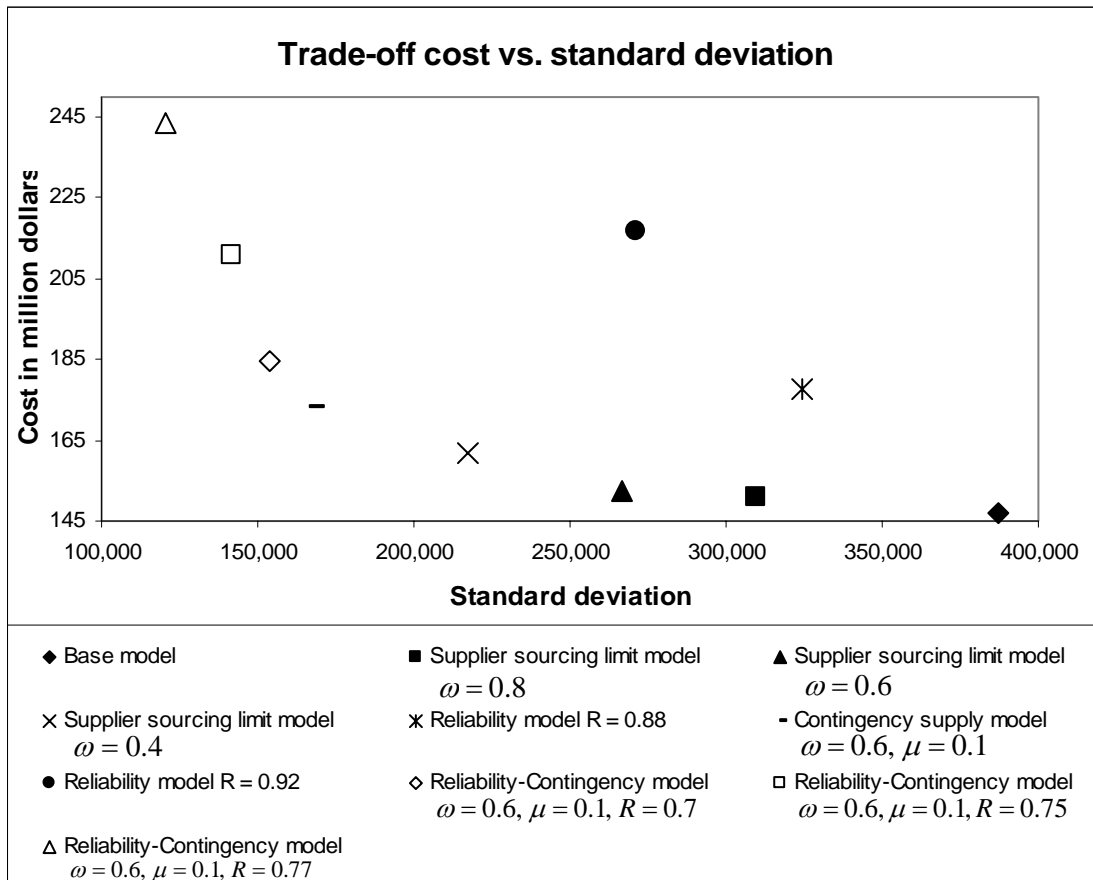 Trade-off cost vs. standard deviation
Cost in million dollars
245
225
205
185
165
145
100,000 150,000 200,000 250,000 300,000 350,000 400,000
Standard deviation
Base model
Supplier sourcing limit model
ω = 0.8
Supplier sourcing limit model
ω = 0.6
Supplier sourcing limit model
ω = 0.4
Reliability model R = 0.88
Contingency supply model
ω = 0.6, μ = 0.1
Reliability model R = 0.92
Reliability-Contingency model
ω = 0.6, μ = 0.1, R = 0.7
Reliability-Contingency model
ω = 0.6, μ = 0.1, R = 0.75
Reliability-Contingency model
ω = 0.6, μ = 0.1, R = 0.77